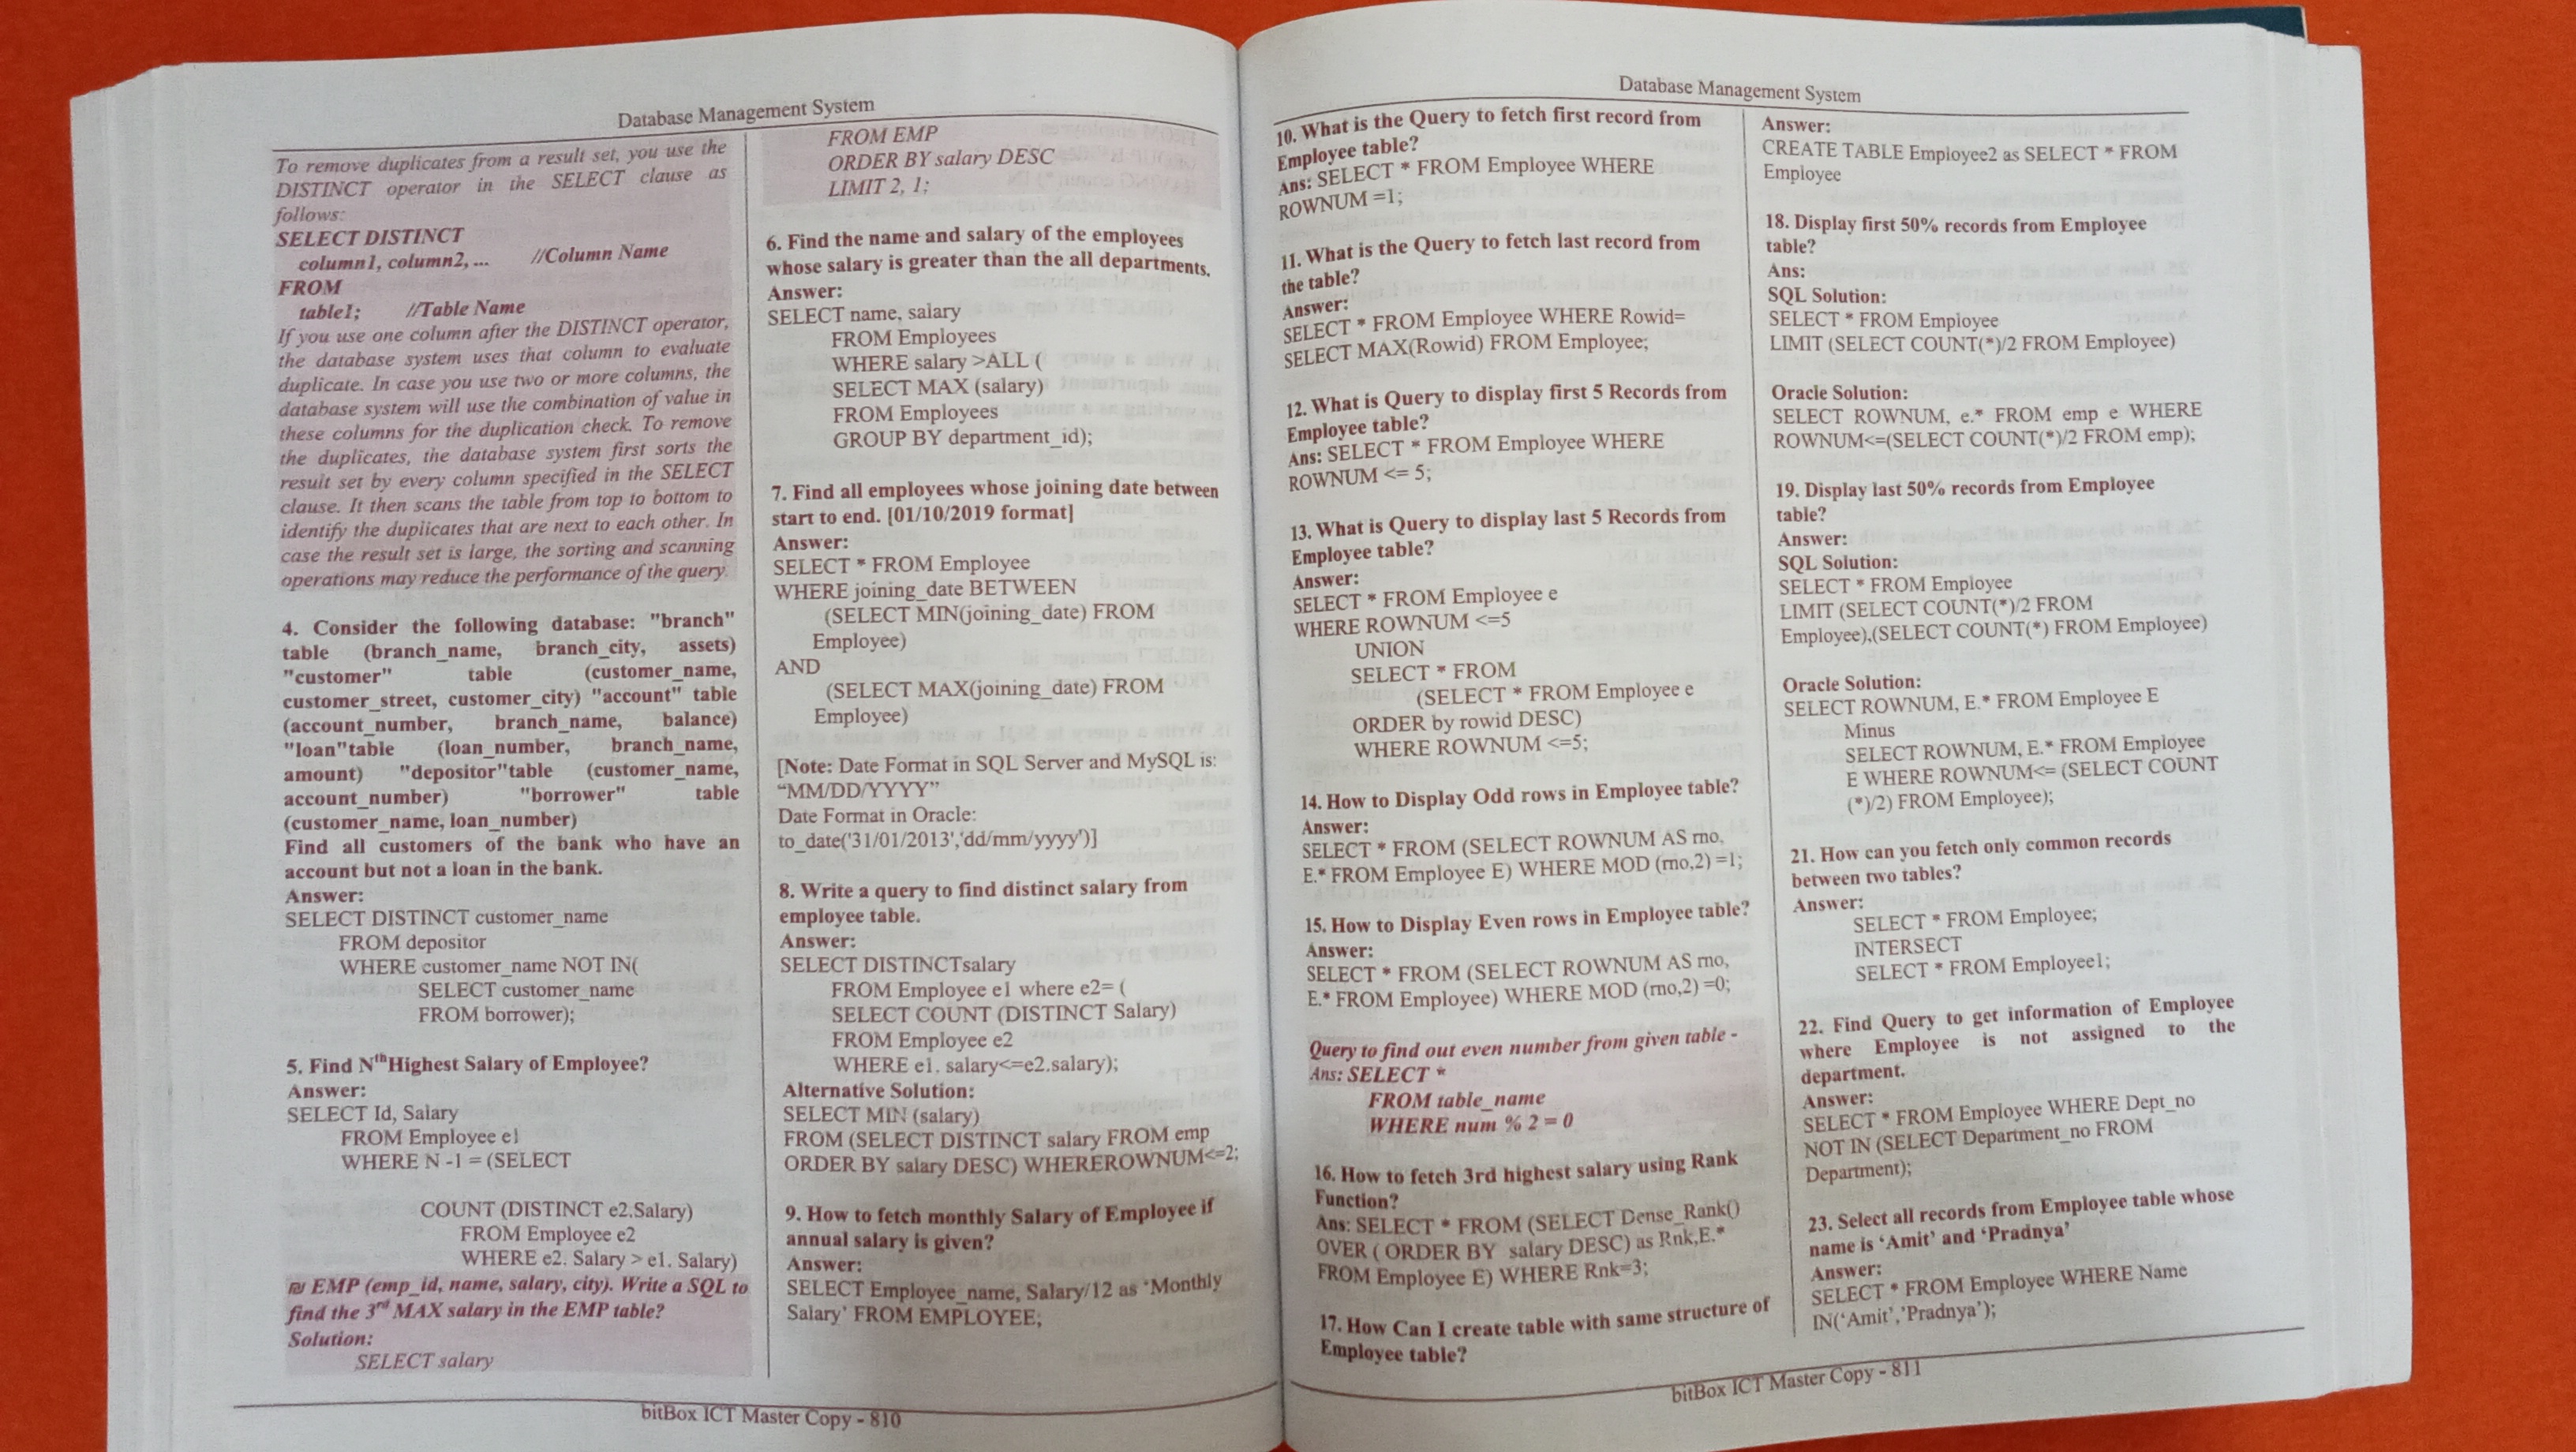 Database Management System
To remove duplicates from a result set, you use the
DISTINCT operator in the SELECT clause as
follows:
SELECT DISTINCT
column1, column2, ... //Column Name
FROM
table1; //Table Name
If you use one column after the DISTINCT operator,
the database system uses that column to evaluate
duplicate. In case you use two or more columns, the
database system will use the combination of value in
these columns for the duplication check. To remove
the duplicates, the database system first sorts the
result set by every column specified in the SELECT
clause. It then scans the table from top to bottom to
identify the duplicates that are next to each other. In
case the result set is large, the sorting and scanning
operations may reduce the performance of the query.
4. Consider the following database: "branch"
table (branch_name, branch_city, assets)
"customer" table (customer_name,
customer_street, customer_city) "account" table
(account_number, branch_name, balance)
"loan"table (loan_number, branch_name,
amount) "depositor"table (customer_name,
account_number) "borrower" table
(customer_name, loan_number)
Find all customers of the bank who have an
account but not a loan in the bank.
Answer:
SELECT DISTINCT customer_name
FROM depositor
WHERE customer_name NOT IN(
SELECT customer_name
FROM borrower);
5. Find NthHighest Salary of Employee?
Answer:
SELECT Id, Salary
FROM Employee e1
WHERE N -1 = (SELECT
COUNT (DISTINCT e2.Salary)
FROM Employee e2
WHERE e2. Salary > e1. Salary)
EMP (emp_id, name, salary, city). Write a SQL to
find the 3rd MAX salary in the EMP table?
Solution:
SELECT salary
FROM EMP
ORDER BY salary DESC
LIMIT 2, 1;
6. Find the name and salary of the employees
whose salary is greater than the all departments.
Answer:
SELECT name, salary
FROM Employees
WHERE salary >ALL (
SELECT MAX (salary)
FROM Employees
GROUP BY department_id);
7. Find all employees whose joining date between
start to end. [01/10/2019 format]
Answer:
SELECT * FROM Employee
WHERE joining_date BETWEEN
(SELECT MIN(joining_date) FROM
Employee)
AND
(SELECT MAX(joining_date) FROM
Employee)
[Note: Date Format in SQL Server and MySQL is:
“MM/DD/YYYY”
Date Format in Oracle:
to_date('31/01/2013','dd/mm/yyyy')]
8. Write a query to find distinct salary from
employee table.
Answer:
SELECT DISTINCTsalary
FROM Employee e1 where e2= (
SELECT COUNT (DISTINCT Salary)
FROM Employee e2
WHERE e1. salary<=e2.salary);
Alternative Solution:
SELECT MIN (salary)
FROM (SELECT DISTINCT salary FROM emp
ORDER BY salary DESC) WHEREROWNUM<=2;
9. How to fetch monthly Salary of Employee if
annual salary is given?
Answer:
SELECT Employee_name, Salary/12 as ‘Monthly
Salary’ FROM EMPLOYEE;
bitBox ICT Master Copy - 810
Database Management System
10. What is the Query to fetch first record from
Employee table?
Ans: SELECT * FROM Employee WHERE
ROWNUM =1;
11. What is the Query to fetch last record from
the table?
Answer:
SELECT * FROM Employee WHERE Rowid=
SELECT MAX(Rowid) FROM Employee;
12. What is Query to display first 5 Records from
Employee table?
Ans: SELECT * FROM Employee WHERE
ROWNUM <= 5;
13. What is Query to display last 5 Records from
Employee table?
Answer:
SELECT * FROM Employee e
WHERE ROWNUM <=5
UNION
SELECT * FROM
(SELECT * FROM Employee e
ORDER by rowid DESC)
WHERE ROWNUM <=5;
14. How to Display Odd rows in Employee table?
Answer:
SELECT * FROM (SELECT ROWNUM AS rno,
E.* FROM Employee E) WHERE MOD (rno,2) =1;
15. How to Display Even rows in Employee table?
Answer:
SELECT * FROM (SELECT ROWNUM AS rno,
E.* FROM Employee) WHERE MOD (rno,2) =0;
Query to find out even number from given table -
Ans: SELECT *
FROM table_name
WHERE num % 2 = 0
16. How to fetch 3rd highest salary using Rank
Function?
Ans: SELECT * FROM (SELECT Dense_Rank()
OVER ( ORDER BY salary DESC) as Rnk,E.*
FROM Employee E) WHERE Rnk=3;
17. How Can I create table with same structure of
Employee table?
Answer:
CREATE TABLE Employee2 as SELECT * FROM
Employee
18. Display first 50% records from Employee
table?
Ans:
SQL Solution:
SELECT * FROM Employee
LIMIT (SELECT COUNT(*)/2 FROM Employee)
Oracle Solution:
SELECT ROWNUM, e.* FROM emp e WHERE
ROWNUM<=(SELECT COUNT(*)/2 FROM emp);
19. Display last 50% records from Employee
table?
Answer:
SQL Solution:
SELECT * FROM Employee
LIMIT (SELECT COUNT(*)/2 FROM
Employee),(SELECT COUNT(*) FROM Employee)
Oracle Solution:
SELECT ROWNUM, E.* FROM Employee E
Minus
SELECT ROWNUM, E.* FROM Employee
E WHERE ROWNUM<= (SELECT COUNT
(*)/2) FROM Employee);
21. How can you fetch only common records
between two tables?
Answer:
SELECT * FROM Employee;
INTERSECT
SELECT * FROM Employee1;
22. Find Query to get information of Employee
where Employee is not assigned to the
department.
Answer:
SELECT * FROM Employee WHERE Dept_no
NOT IN (SELECT Department_no FROM
Department);
23. Select all records from Employee table whose
name is ‘Amit’ and ‘Pradnya’
Answer:
SELECT * FROM Employee WHERE Name
IN(‘Amit’,’Pradnya’);
bitBox ICT Master Copy - 811